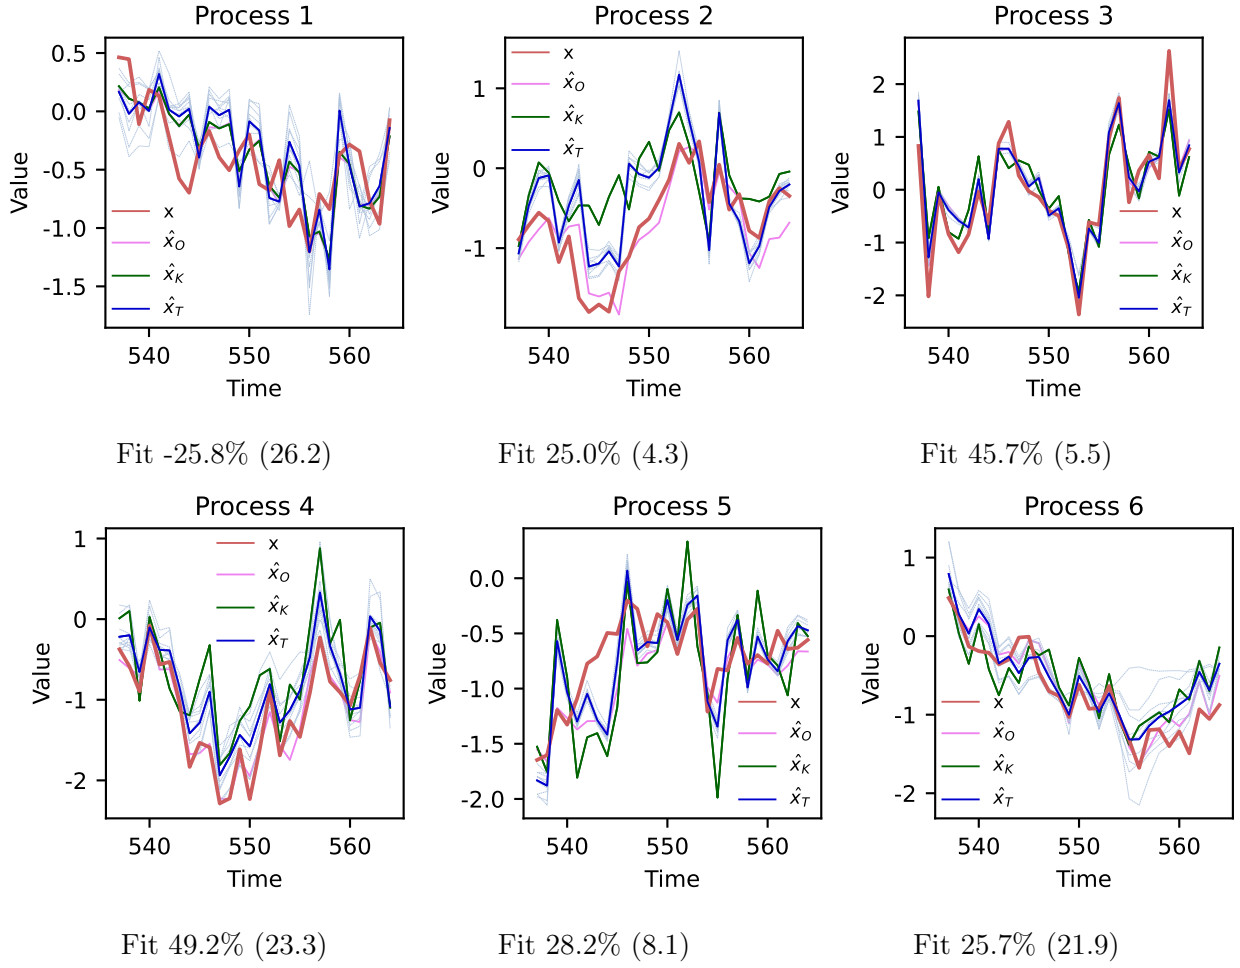 Process 1
Value
0.5
0.0
-0.5
-1.0
-1.5
x
x̂_O
x̂_K
x̂_T
540 550 560
Time
Fit -25.8% (26.2)
Process 2
Value
1
0
-1
x
x̂_O
x̂_K
x̂_T
540 550 560
Time
Fit 25.0% (4.3)
Process 3
Value
2
1
0
-1
-2
x
x̂_O
x̂_K
x̂_T
540 550 560
Time
Fit 45.7% (5.5)
Process 4
Value
1
0
-1
-2
x
x̂_O
x̂_K
x̂_T
540 550 560
Time
Fit 49.2% (23.3)
Process 5
Value
0.0
-0.5
-1.0
-1.5
-2.0
x
x̂_O
x̂_K
x̂_T
540 550 560
Time
Fit 28.2% (8.1)
Process 6
Value
1
0
-1
-2
x
x̂_O
x̂_K
x̂_T
540 550 560
Time
Fit 25.7% (21.9)